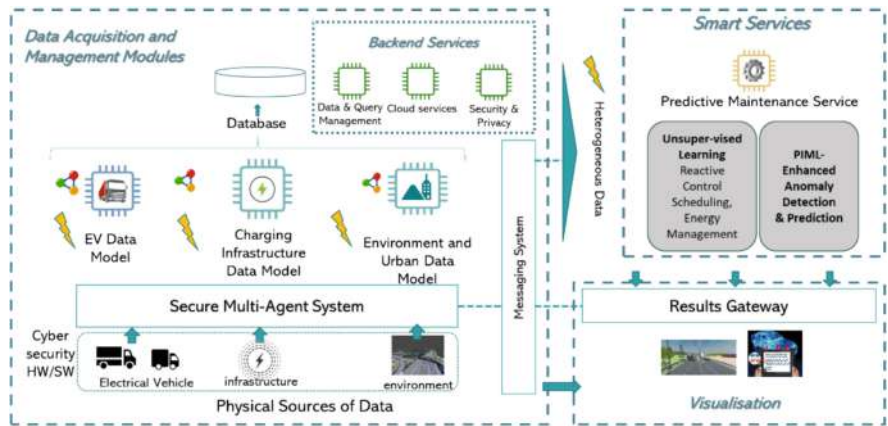 Data Acquisition and
Management Modules
Backend Services
Data & Query
Management
Cloud services
Security &
Privacy
Database
EV Data
Model
Charging
Infrastructure
Data Model
Environment and
Urban Data
Model
Secure Multi-Agent System
Cyber
security
HW/SW
Electrical Vehicle
infrastructure
environment
Physical Sources of Data
Messaging System
Heterogeneous Data
Smart Services
Predictive Maintenance Service
Unsuper-vised
Learning
Reactive
Control
Scheduling,
Energy
Management
PIML-
Enhanced
Anomaly
Detection
& Prediction
Results Gateway
Visualisation